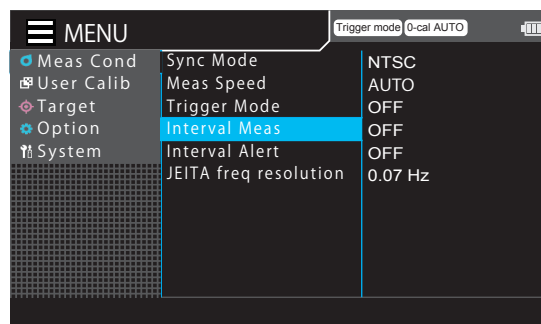 MENU
Trigger mode 0-cal AUTO
Meas Cond
User Calib
Target
Option
System
Sync Mode NTSC
Meas Speed AUTO
Trigger Mode OFF
Interval Meas OFF
Interval Alert OFF
JEITA freq resolution 0.07 Hz